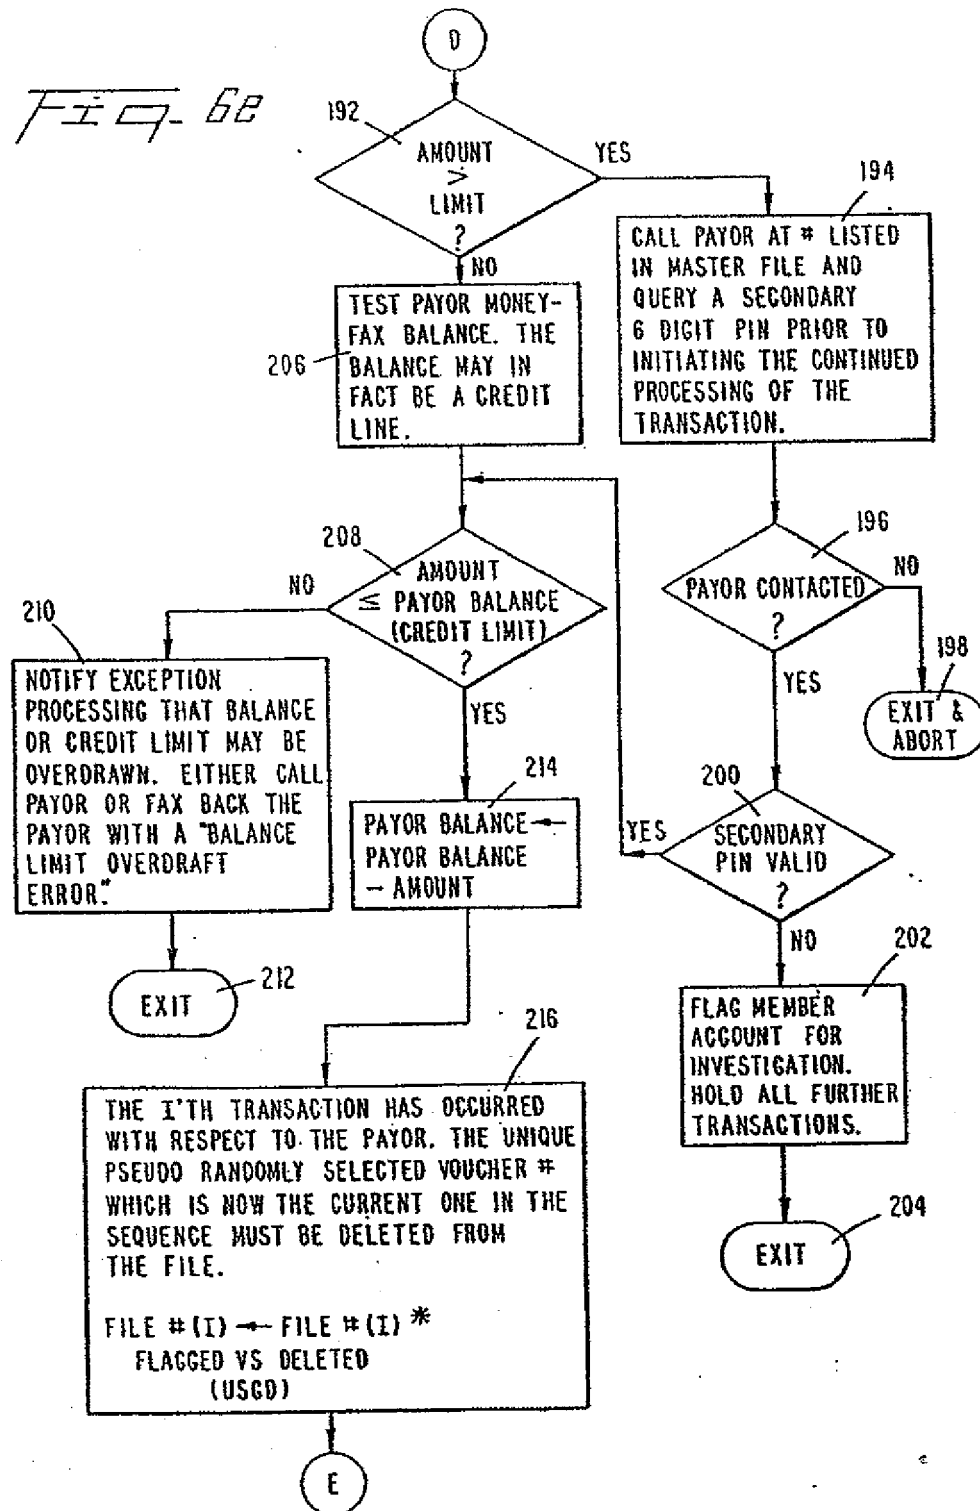 D
Fig. 6e
192
AMOUNT
>
LIMIT
?
YES
NO
194
CALL PAYOR AT # LISTED
IN MASTER FILE AND
QUERY A SECONDARY
6 DIGIT PIN PRIOR TO
INITIATING THE CONTINUED
PROCESSING OF THE
TRANSACTION.
206
TEST PAYOR MONEY-
FAX BALANCE. THE
BALANCE MAY IN
FACT BE A CREDIT
LINE.
208
AMOUNT
≤ PAYOR BALANCE
(CREDIT LIMIT)
?
NO
YES
196
PAYOR CONTACTED
?
NO
YES
198
EXIT &
ABORT
210
NOTIFY EXCEPTION
PROCESSING THAT BALANCE
OR CREDIT LIMIT MAY BE
OVERDRAWN. EITHER CALL
PAYOR OR FAX BACK THE
PAYOR WITH A "BALANCE
LIMIT OVERDRAFT
ERROR."
212
EXIT
214
PAYOR BALANCE ←
PAYOR BALANCE
- AMOUNT
200
SECONDARY
PIN VALID
?
YES
NO
202
FLAG MEMBER
ACCOUNT FOR
INVESTIGATION.
HOLD ALL FURTHER
TRANSACTIONS.
204
EXIT
216
THE I'TH TRANSACTION HAS OCCURRED
WITH RESPECT TO THE PAYOR. THE UNIQUE
PSEUDO RANDOMLY SELECTED VOUCHER #
WHICH IS NOW THE CURRENT ONE IN THE
SEQUENCE MUST BE DELETED FROM
THE FILE.
FILE #(I) ← FILE #(I)*
FLAGGED VS DELETED
(USGD)
E